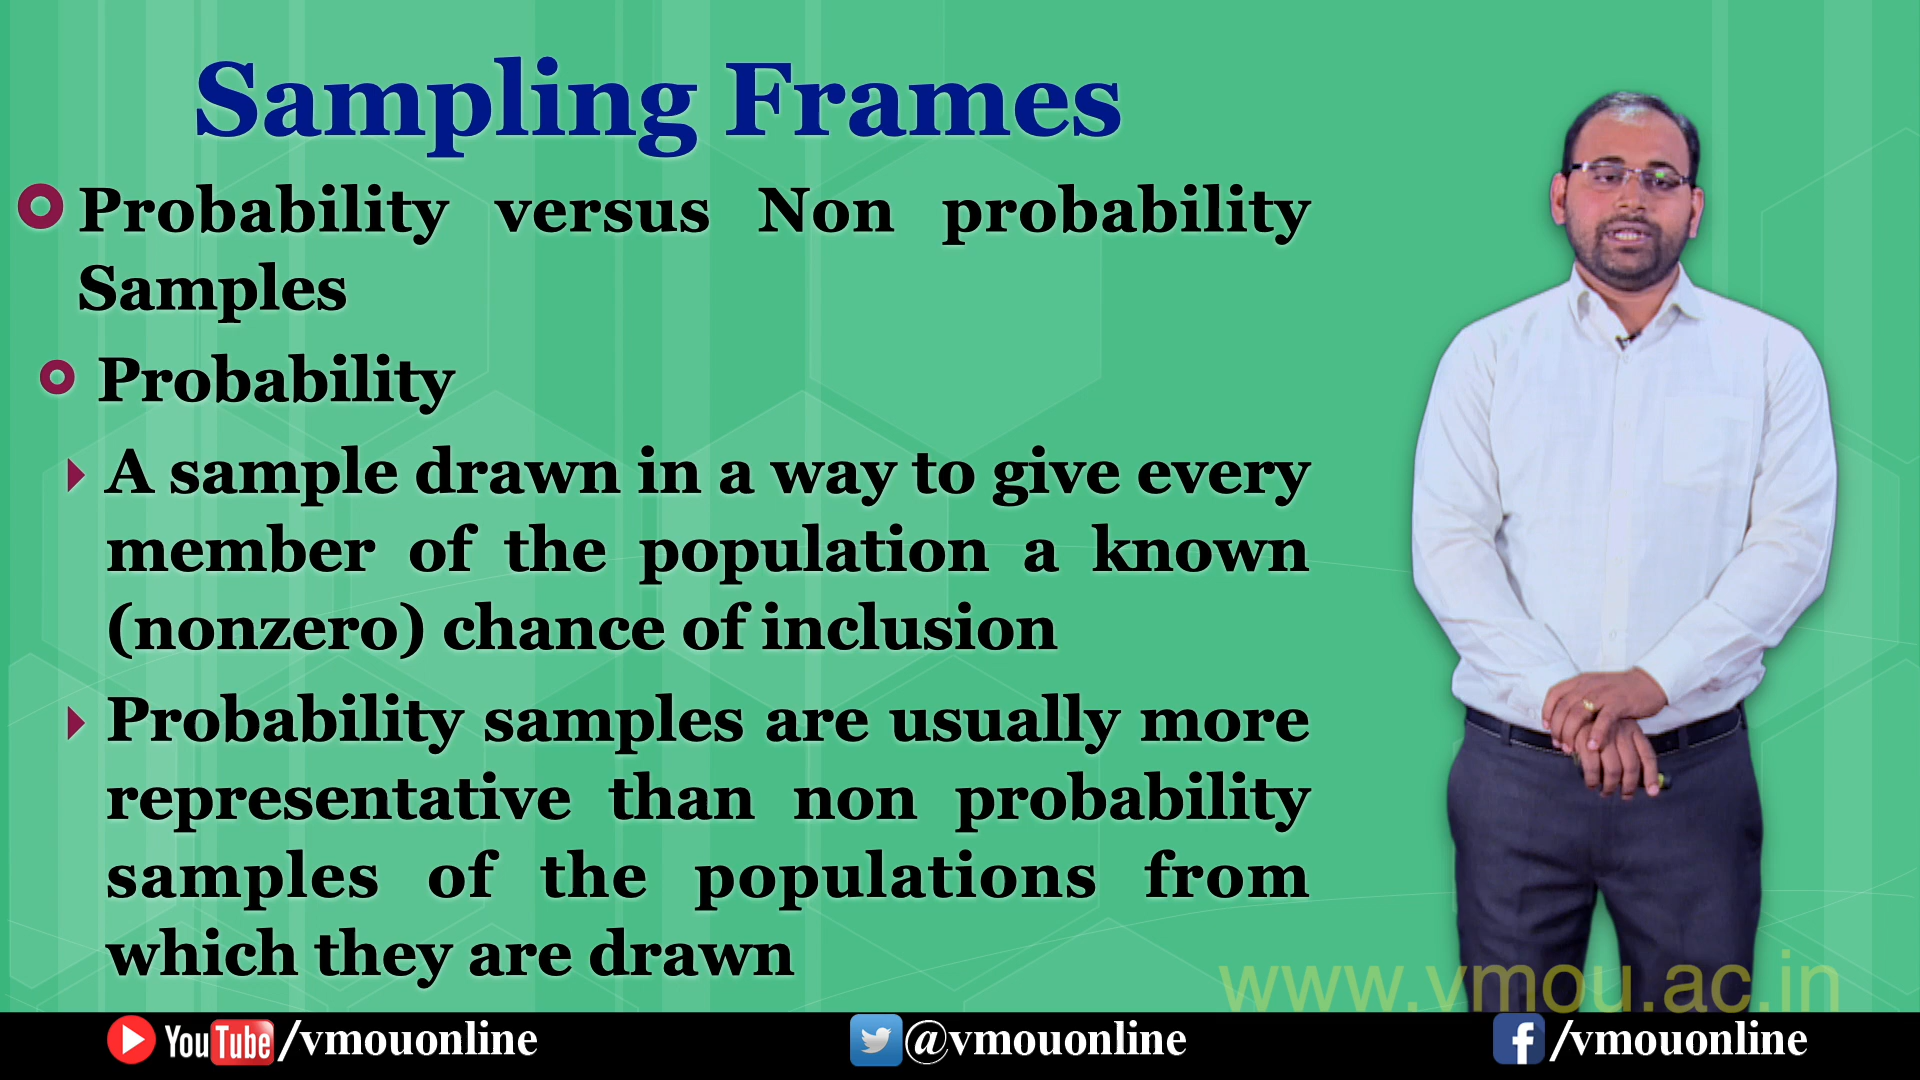 Sampling Frames
Probability versus Non probability
Samples
Probability
A sample drawn in a way to give every
member of the population a known
(nonzero) chance of inclusion
Probability samples are usually more
representative than non probability
samples of the populations from
which they are drawn
www.vmou.ac.in
YouTube /vmouonline
@vmouonline
f /vmouonline